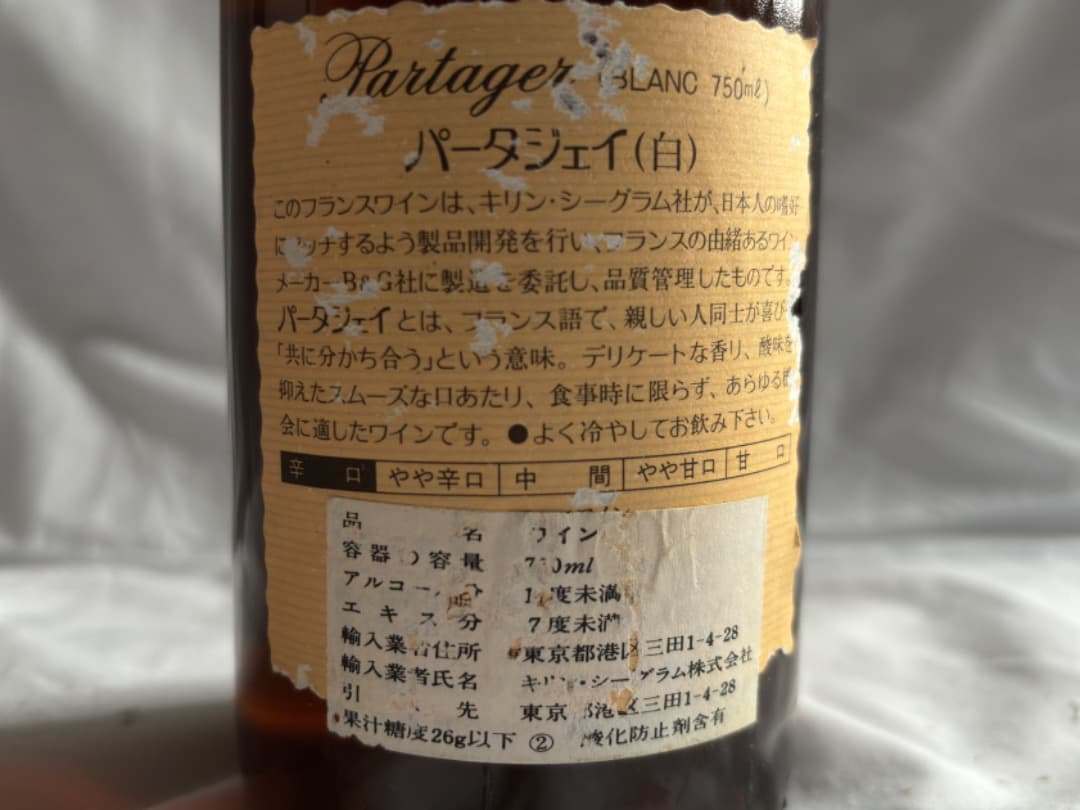 Partager (BLANC 750ml)
パータジェイ(白)
このフランスワインは、キリン・シーグラム社が、日本人の嗜好
にマッチするよう製品開発を行い、フランスの由緒あるワイン
メーカーB&G社に製造を委託し、品質管理したものです。
パータジェイとは、フランス語で、親しい人同士が喜び
「共に分かち合う」という意味。デリケートな香り、酸味を
抑えたスムーズな口あたり、食事時に限らず、あらゆる機
会に適したワインです。●よく冷やしてお飲み下さい。
辛口 やや辛口 中間 やや甘口 甘口
品名 ワイン
容器の容量 750ml
アルコール分 1 度未満
エキス分 7度未満
輸入業者住所 東京都港区三田1-4-28
輸入業者氏名 キリン・シーグラム株式会社
引 先 東京都港区三田1-4-28
果汁糖度26g以下 ② 酸化防止剤含有